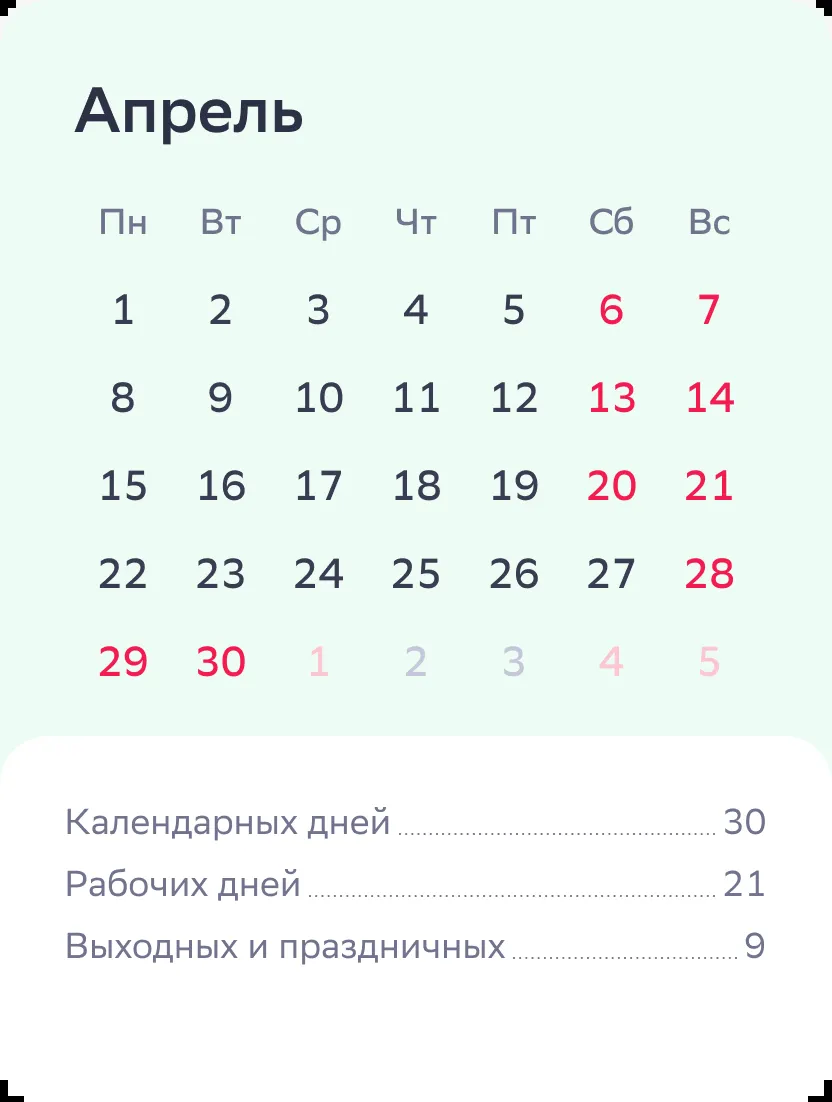 Апрель
Пн Вт Ср Чт Пт Сб Вс
1 2 3 4 5 6 7
8 9 10 11 12 13 14
15 16 17 18 19 20 21
22 23 24 25 26 27 28
29 30 1 2 3 4 5
Календарных дней 30
Рабочих дней 21
Выходных и праздничных 9